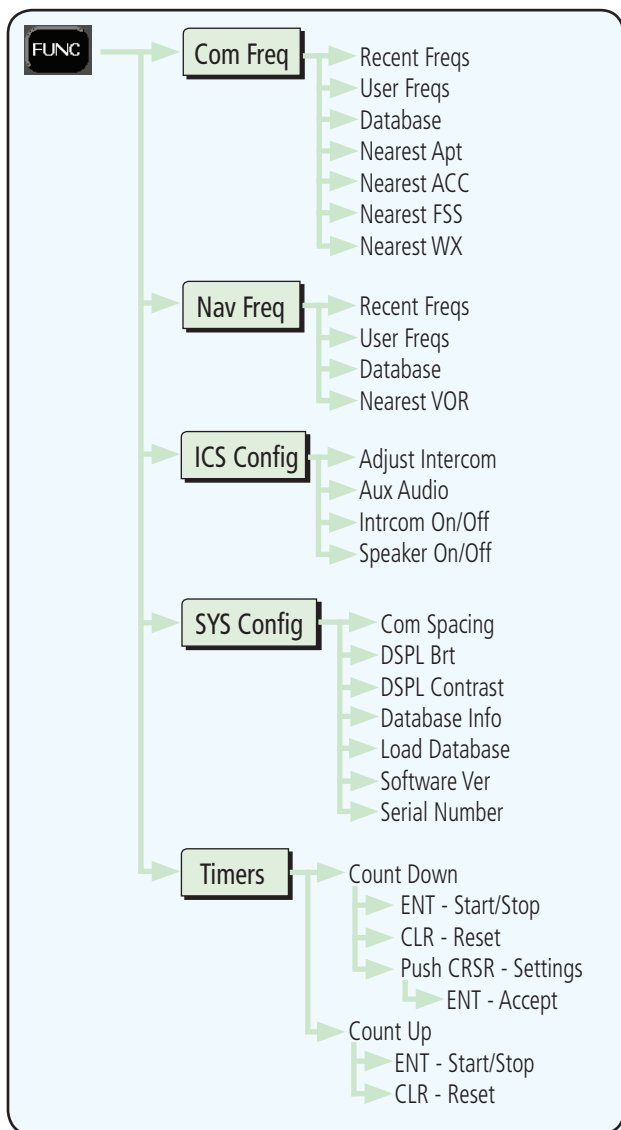 FUNC
Com Freq
Recent Freqs
User Freqs
Database
Nearest Apt
Nearest ACC
Nearest FSS
Nearest WX
Nav Freq
Recent Freqs
User Freqs
Database
Nearest VOR
ICS Config
Adjust Intercom
Aux Audio
Intrcom On/Off
Speaker On/Off
SYS Config
Com Spacing
DSPL Brt
DSPL Contrast
Database Info
Load Database
Software Ver
Serial Number
Timers
Count Down
ENT - Start/Stop
CLR - Reset
Push CRSR - Settings
ENT - Accept
Count Up
ENT - Start/Stop
CLR - Reset